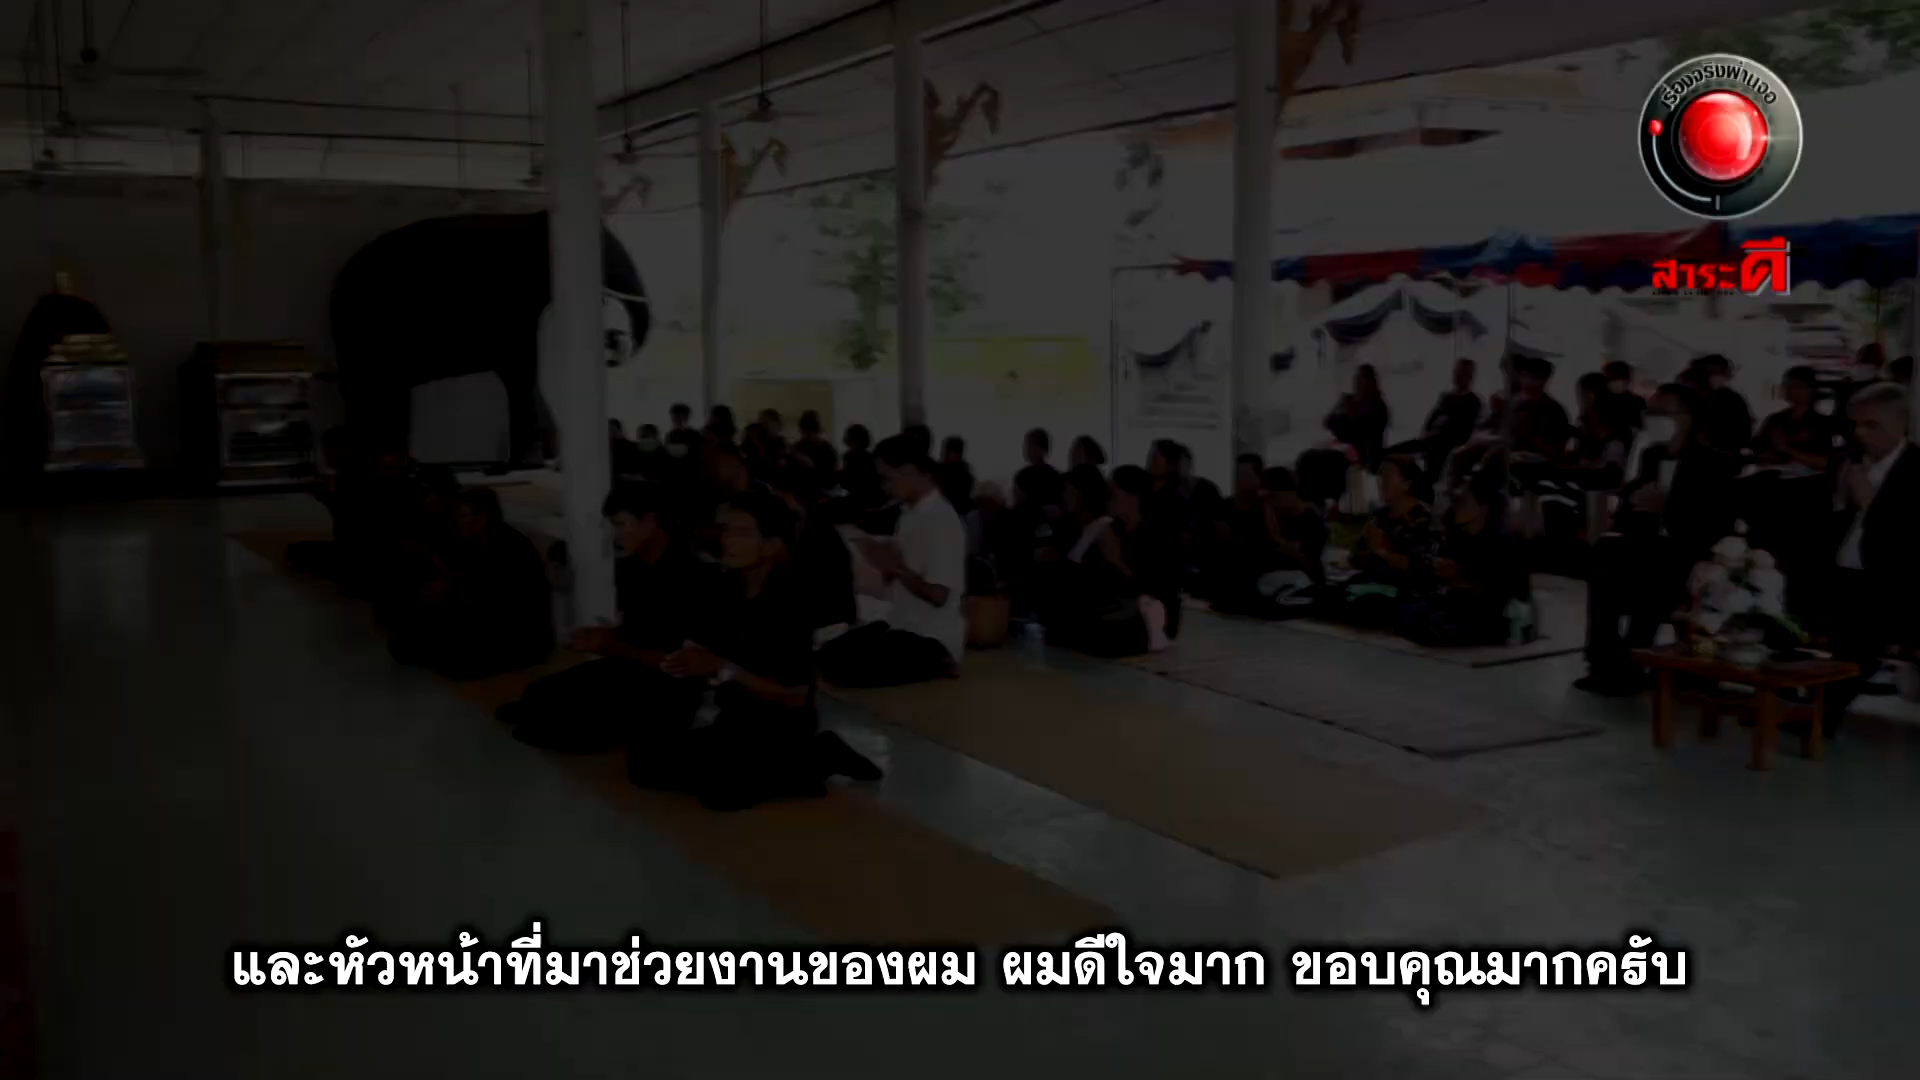 เรื่องจริงผ่านจอ
สาระดี
และหัวหน้าที่มาช่วยงานของผม ผมดีใจมาก ขอบคุณมากครับ